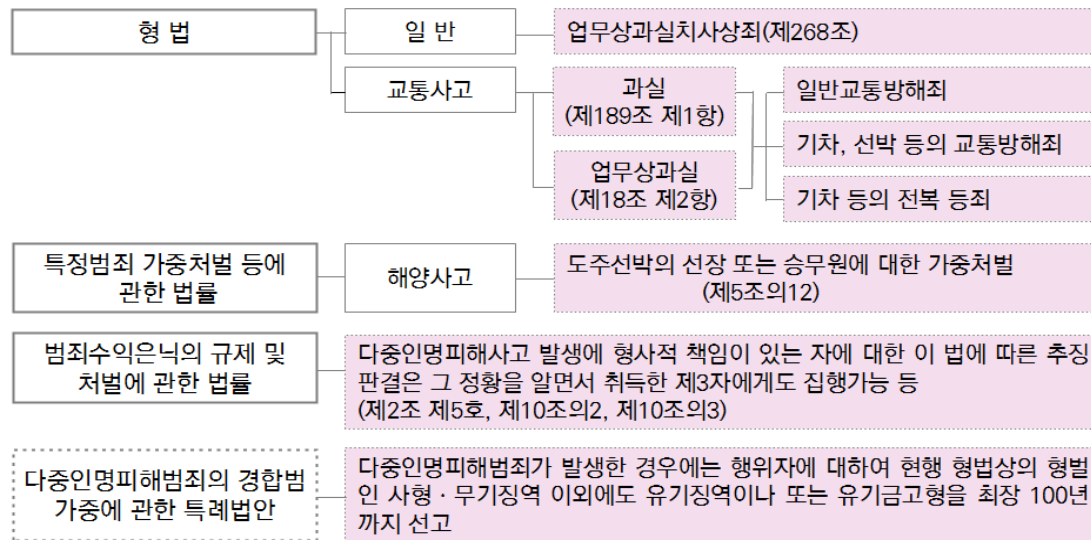 형 법
일 반
업무상과실치사상죄(제268조)
교통사고
과실
(제189조 제1항)
업무상과실
(제18조 제2항)
일반교통방해죄
기차, 선박 등의 교통방해죄
기차 등의 전복 등죄
특정범죄 가중처벌 등에
관한 법률
해양사고
도주선박의 선장 또는 승무원에 대한 가중처벌
(제5조의12)
범죄수익은닉의 규제 및
처벌에 관한 법률
다중인명피해사고 발생에 형사적 책임이 있는 자에 대한 이 법에 따른 추징
판결은 그 정황을 알면서 취득한 제3자에게도 집행가능 등
(제2조 제5호, 제10조의2, 제10조의3)
다중인명피해범죄의 경합범
가중에 관한 특례법안
다중인명피해범죄가 발생한 경우에는 행위자에 대하여 현행 형법상의 형벌
인 사형·무기징역 이외에도 유기징역이나 또는 유기금고형을 최장 100년
까지 선고